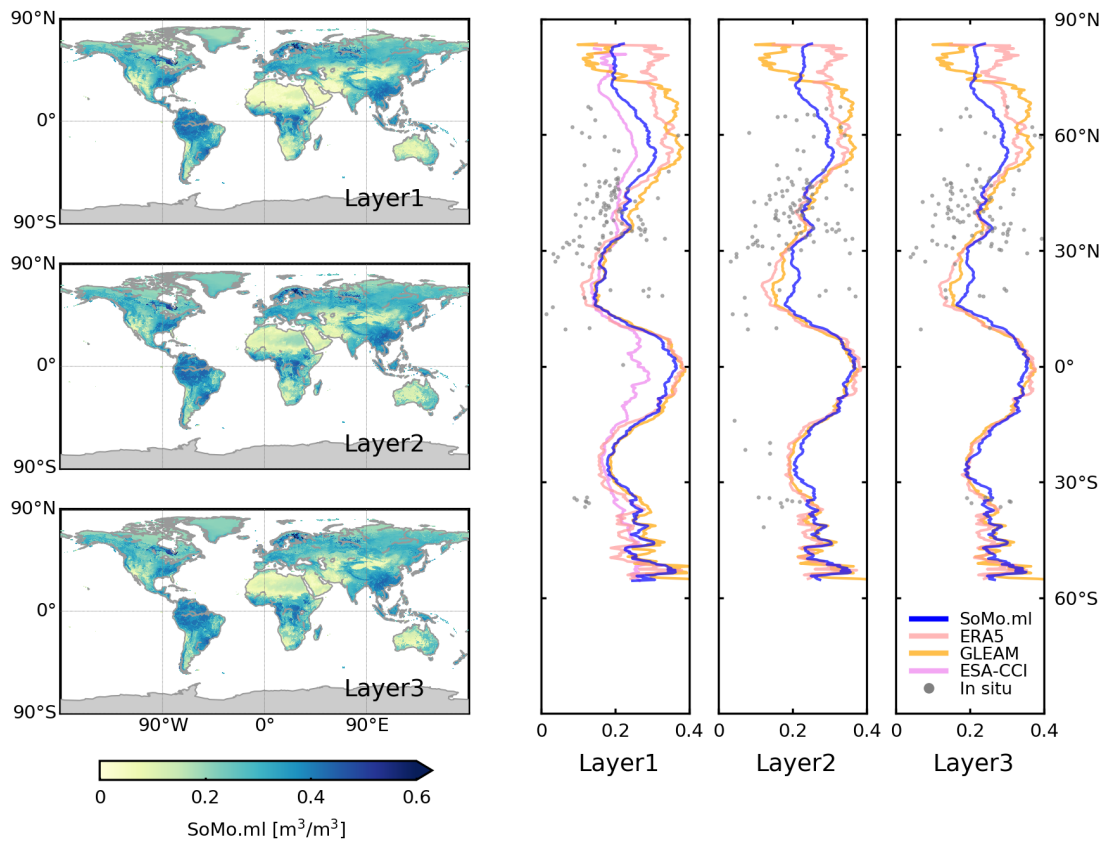 90°N
0°
90°S
Layer1
90°N
0°
90°S
Layer2
90°N
0°
90°S
Layer3
90°W 0° 90°E
0 0.2 0.4 0.6
SoMo.ml [m³/m³]
90°N
60°N
30°N
0°
30°S
60°S
SoMo.ml
ERA5
GLEAM
ESA-CCI
In situ
0 0.2 0.4 0 0.2 0.4 0 0.2 0.4
Layer1 Layer2 Layer3